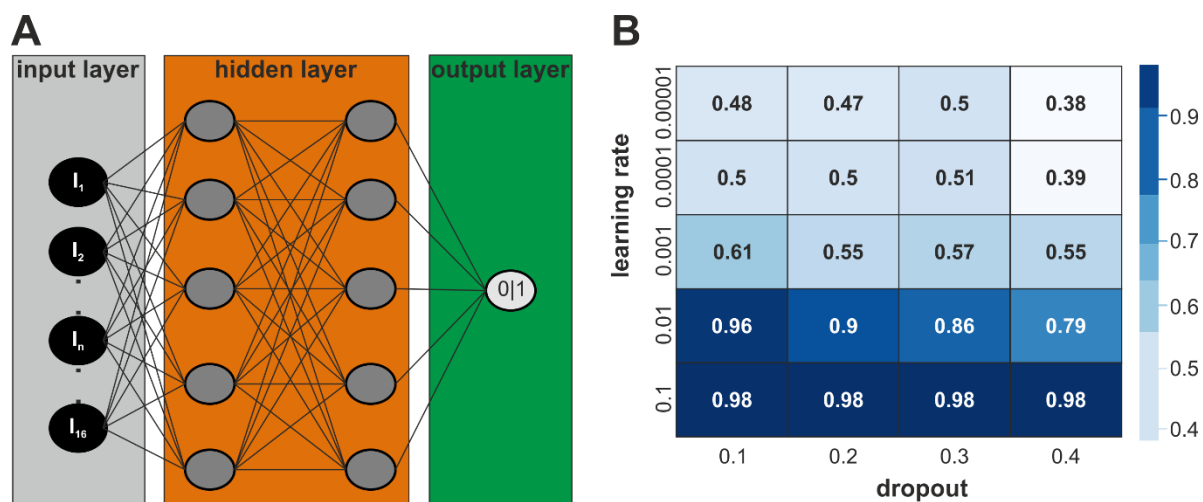 A
input layer
hidden layer
output layer
I1
I2
In
I16
0|1
B
learning rate
0.00001
0.48 0.47 0.5 0.38
0.0001
0.5 0.5 0.51 0.39
0.001
0.61 0.55 0.57 0.55
0.01
0.96 0.9 0.86 0.79
0.1
0.98 0.98 0.98 0.98
0.1 0.2 0.3 0.4
dropout
0.9
0.8
0.7
0.6
0.5
0.4